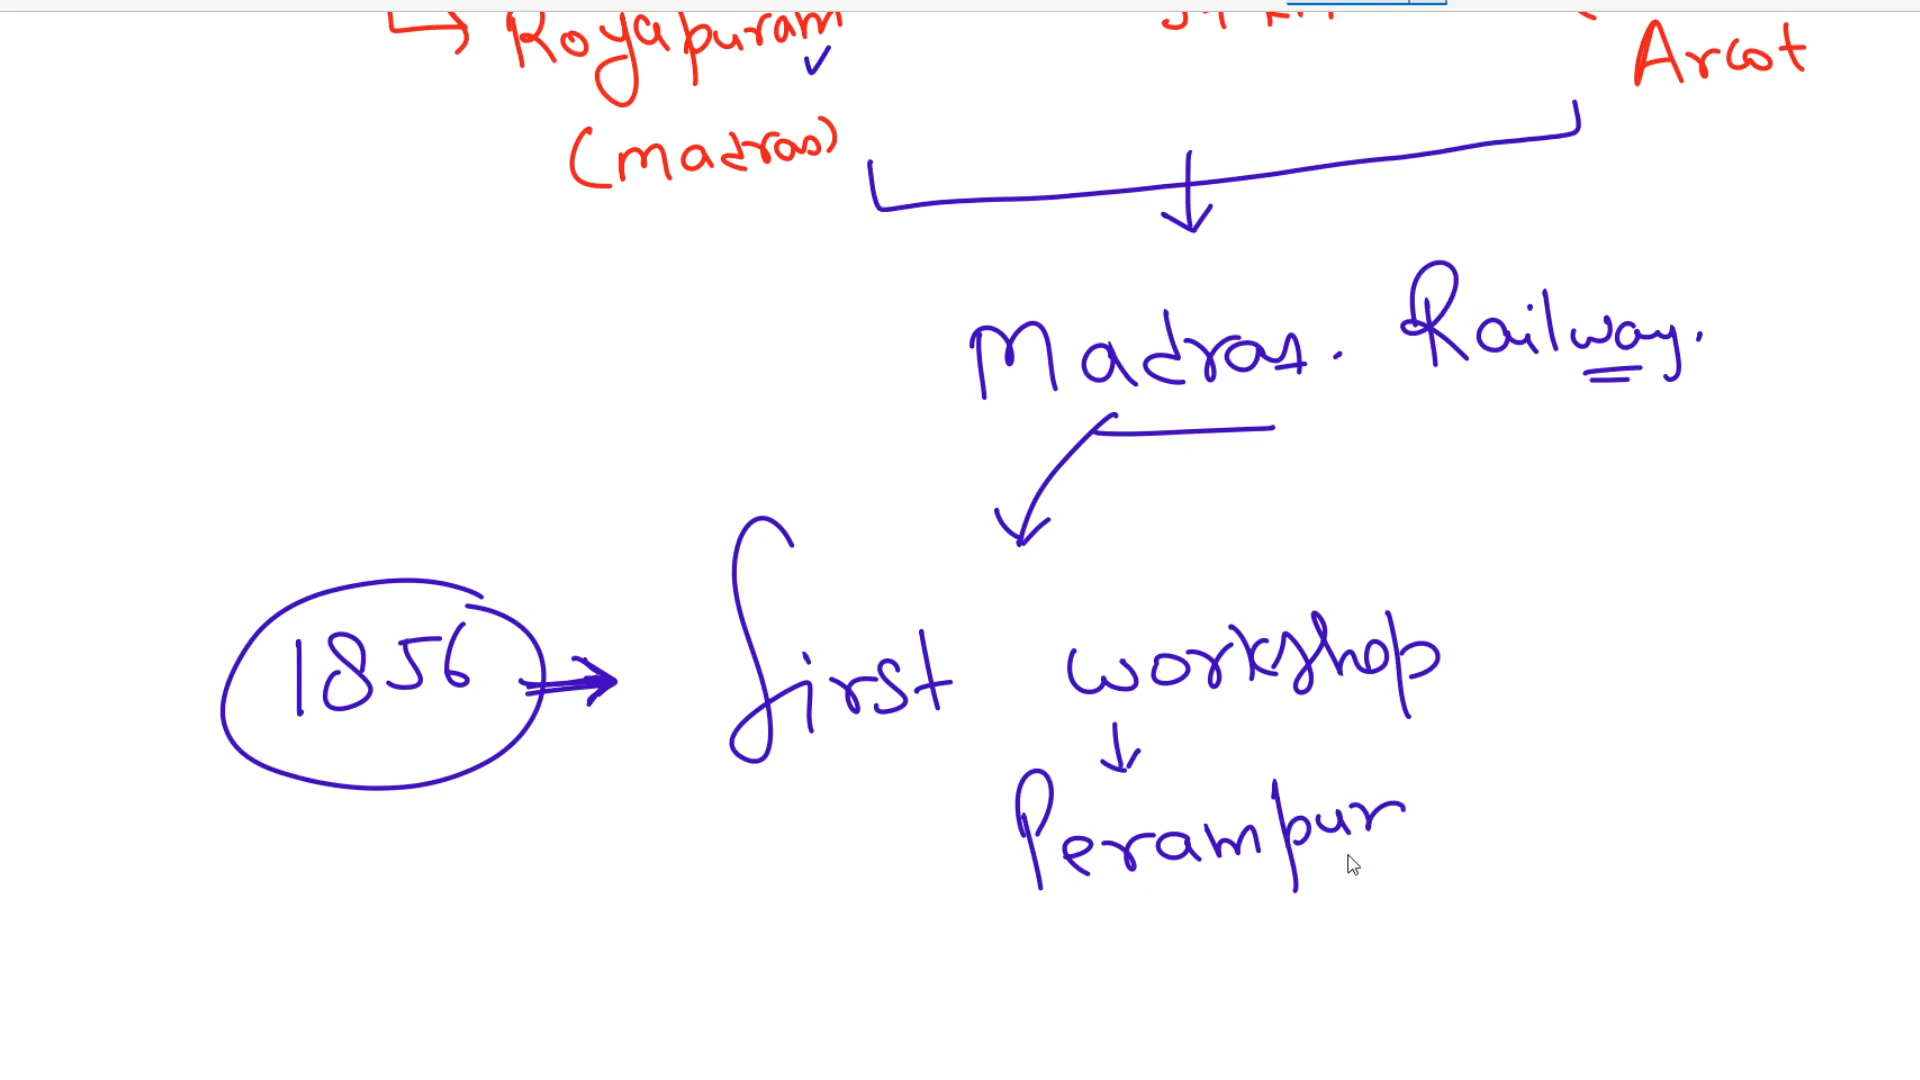 Royapuram
Arcot
(madras)
Madras. Railway.
1856 first workshop
Perampur